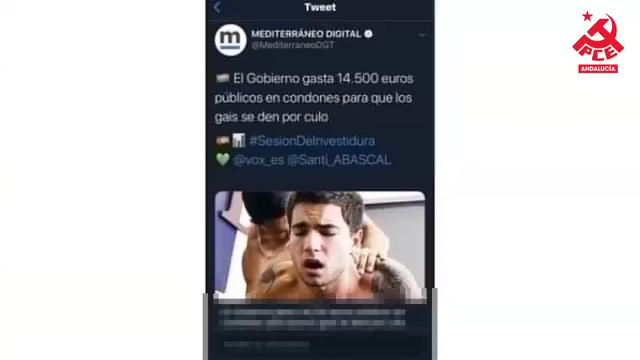 Tweet
MEDITERRÁNEO DIGITAL
@MediterraneoDGT
El Gobierno gasta 14.500 euros
públicos en condones para que los
gais se den por culo
#SesionDeInvestidura
@vox_es @Santi_ABASCAL
PCE
ANDALUCÍA